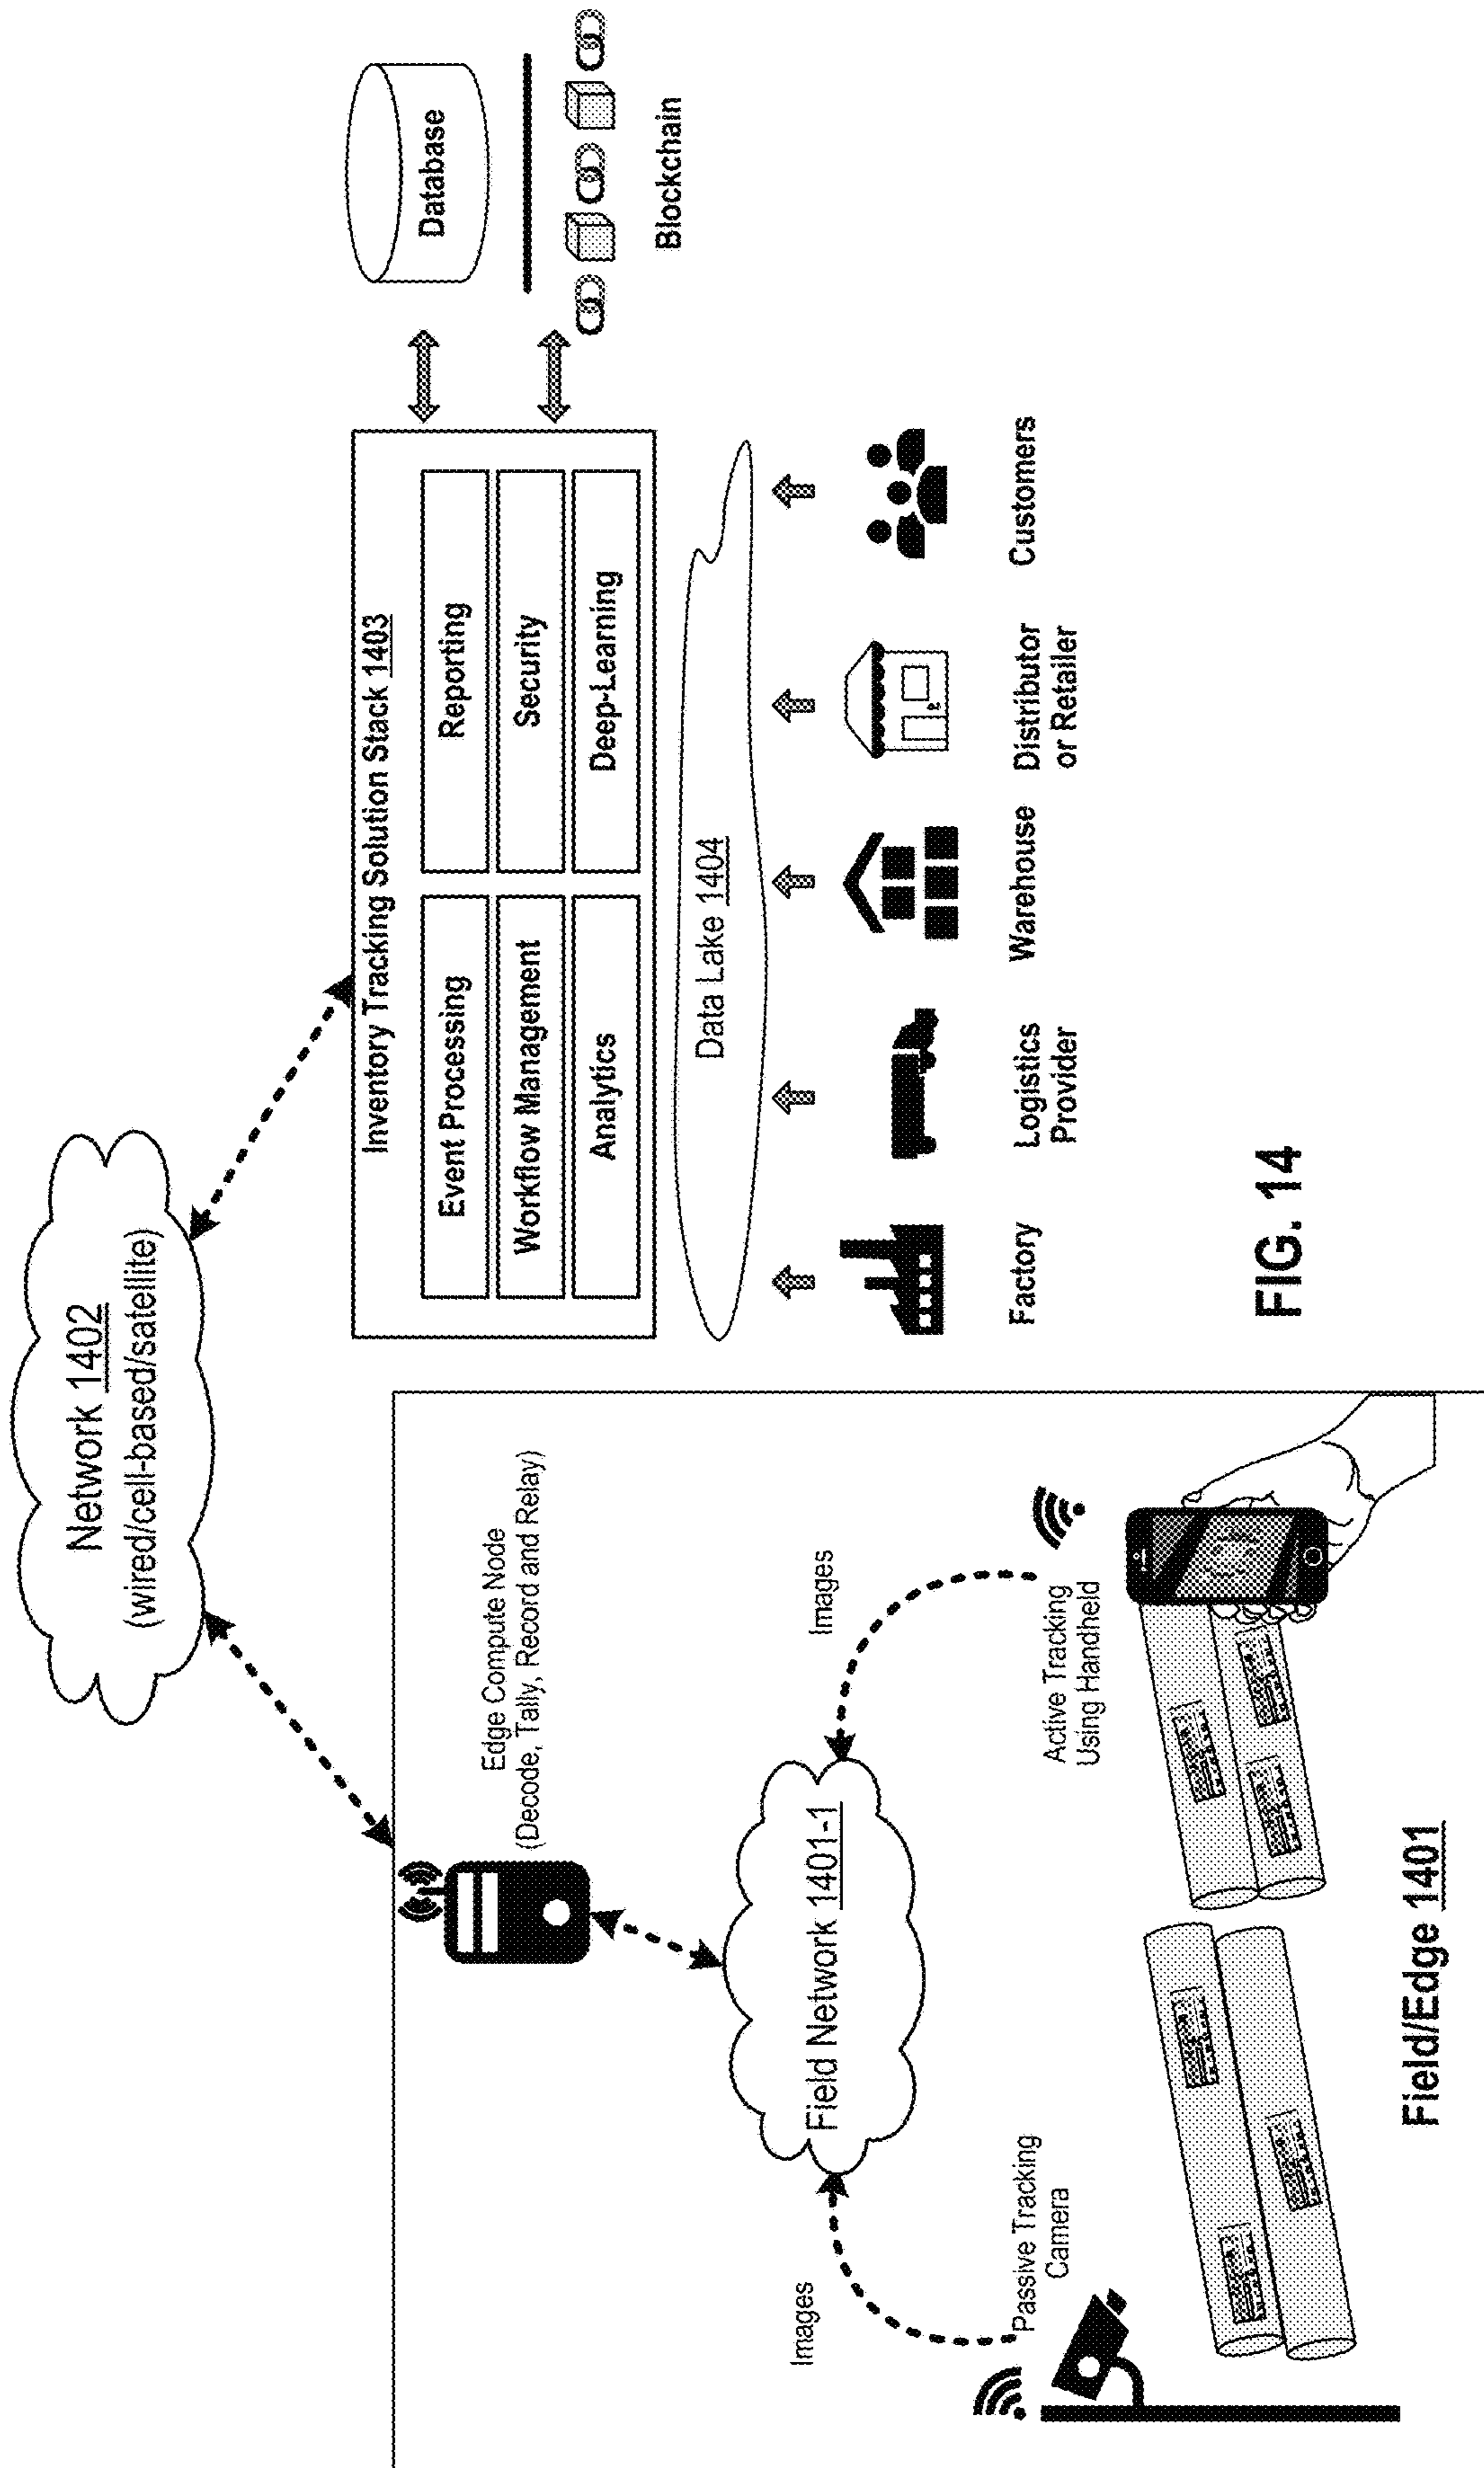 Network 1402
(wired/cell-based/satellite)
Edge Compute Node
(Decode, Tally, Record and Relay)
Field Network 1401-1
Images
Images
Passive Tracking
Camera
Active Tracking
Using Handheld
Field/Edge 1401
Inventory Tracking Solution Stack 1403
Event Processing
Reporting
Workflow Management
Security
Analytics
Deep-Learning
Database
Blockchain
Data Lake 1404
Factory
Logistics
Provider
Warehouse
Distributor
or Retailer
Customers
FIG. 14